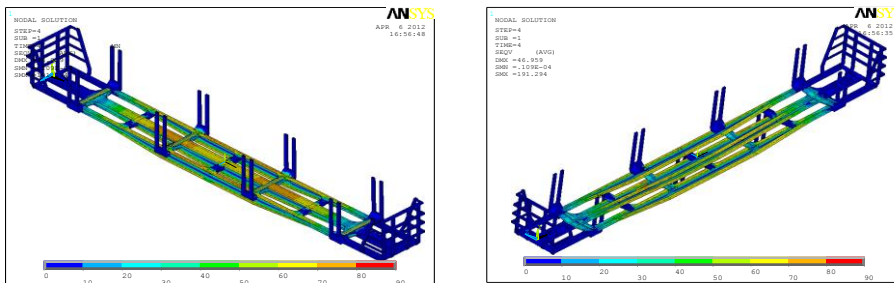 1
ANSYS
NODAL SOLUTION
APR 6 2012
16:56:48
STEP=4
SUB =1
0 10 20 30 40 50 60 70 80 90
ANSYS
NODAL SOLUTION
APR 6 2012
16:56:35
STEP=4
SUB =1
TIME=4
SEQV (AVG)
DMX =46.959
SMN =.109E-04
SMX =191.294
0 10 20 30 40 50 60 70 80 90